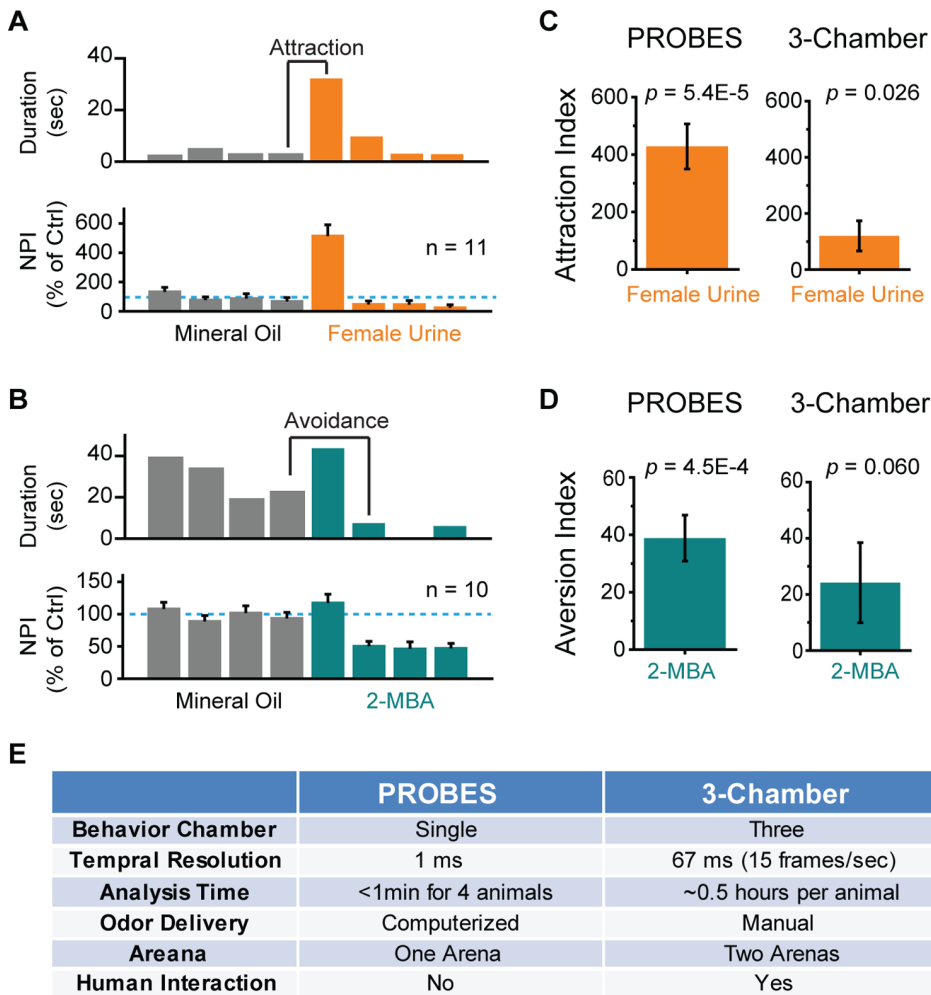 A
Attraction
Duration
(sec)
40
20
0
NPI
(% of Ctrl)
600
400
200
0
n = 11
Mineral Oil
Female Urine
B
Avoidance
Duration
(sec)
40
20
0
NPI
(% of Ctrl)
150
100
50
0
n = 10
Mineral Oil
2-MBA
C
PROBES
3-Chamber
Attraction Index
p = 5.4E-5
600
400
200
0
Female Urine
p = 0.026
600
400
200
0
Female Urine
D
PROBES
3-Chamber
Aversion Index
p = 4.5E-4
60
40
20
0
2-MBA
p = 0.060
60
40
20
0
2-MBA
E
PROBES 3-Chamber
Behavior Chamber Single Three
Tempral Resolution 1 ms 67 ms (15 frames/sec)
Analysis Time <1min for 4 animals ~0.5 hours per animal
Odor Delivery Computerized Manual
Areana One Arena Two Arenas
Human Interaction No Yes